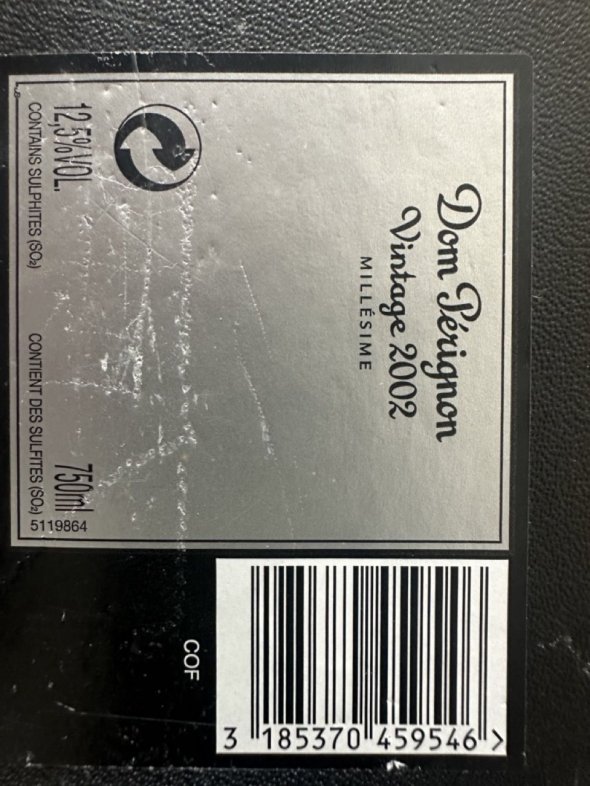 Dom Pérignon
Vintage 2002
MILLÉSIME
12,5%VOL. 750ml
CONTAINS SULPHITES (SO₂) CONTIENT DES SULFITES (SO₂) 5119864
COF
3 185370 459546 >